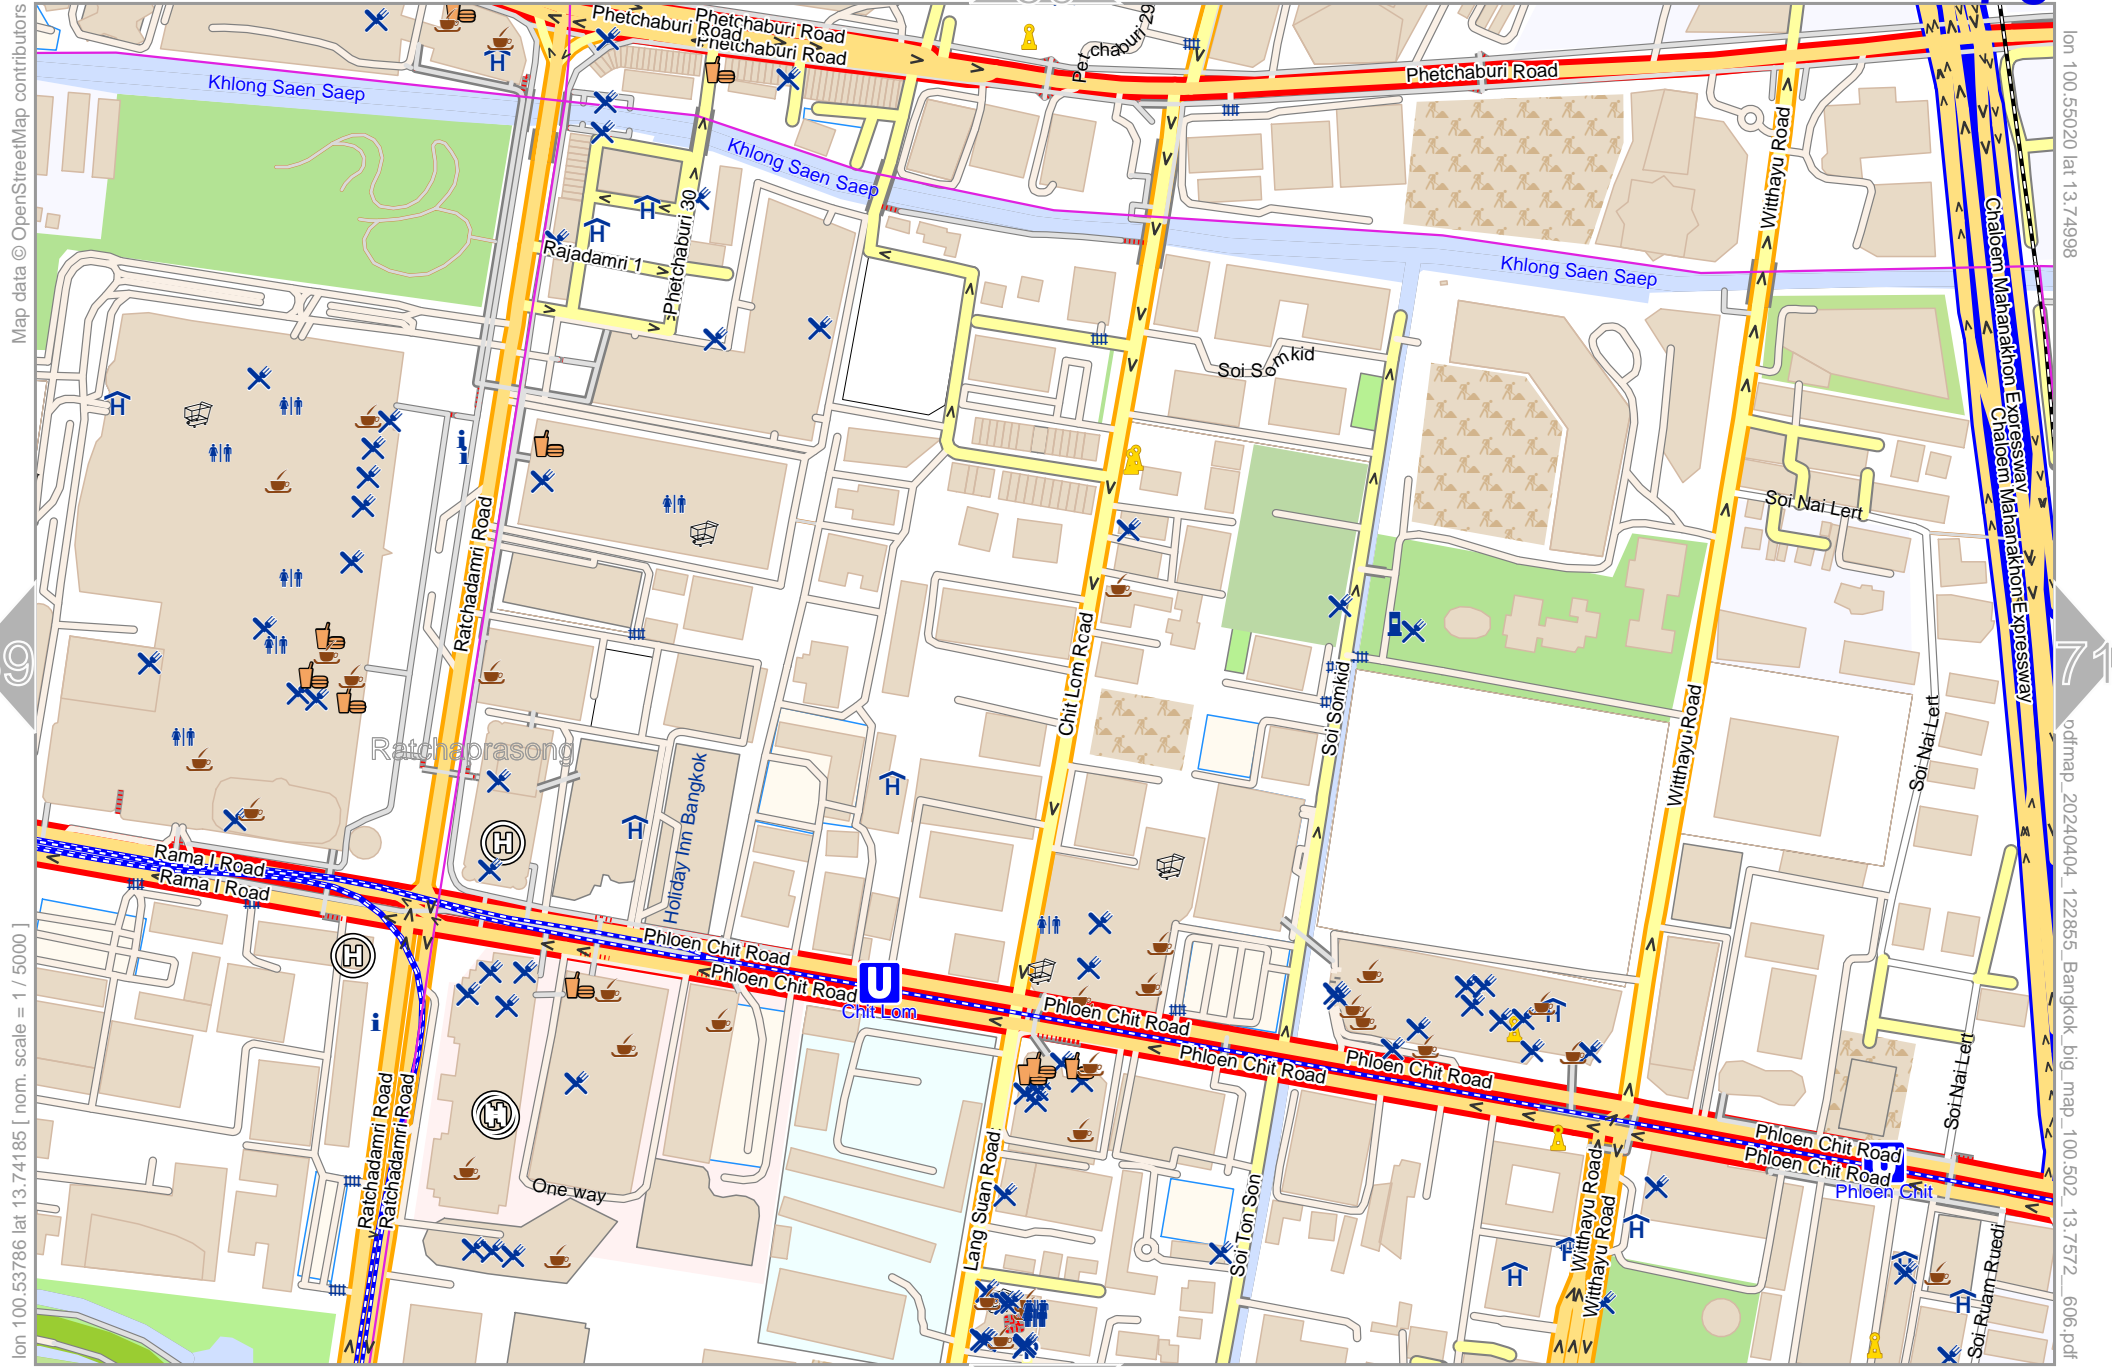 Map data © OpenStreetMap contributors
lon 100.53786 lat 13.74185 [ nom. scale = 1 / 5000 ]
lon 100.55020 lat 13.74998
pdfmap_20240404_122855_Bangkok_big_map_100.502_13.7572__606.pdf
9
71
Phetchaburi Road
Phetchaburi Road
Phetchaburi Road
Phetchaburi Road
Khlong Saen Saep
Khlong Saen Saep
Khlong Saen Saep
Rajadamri 1
Phetchaburi 30
Witthayu Road
Chaloem Mahanakhon Expressway
Chaloem Mahanakhon Expressway
Soi Somkid
Soi Nai Lert
Ratchadamri Road
Chit Lom Road
Soi Somkid
Witthayu Road
Soi Nai Lert
Ratchaprasong
Holiday Inn Bangkok
Rama I Road
Rama I Road
Phloen Chit Road
Phloen Chit Road
U
Chit Lom
Phloen Chit Road
Phloen Chit Road
Phloen Chit Road
Phloen Chit Road
Phloen Chit Road
Phloen Chit
Soi Nai Lert
Ratchadamri Road
Ratchadamri Road
One way
Lang Suan Road
Soi Ton Son
Witthayu Road
Witthayu Road
Soi Ruam Ruedi